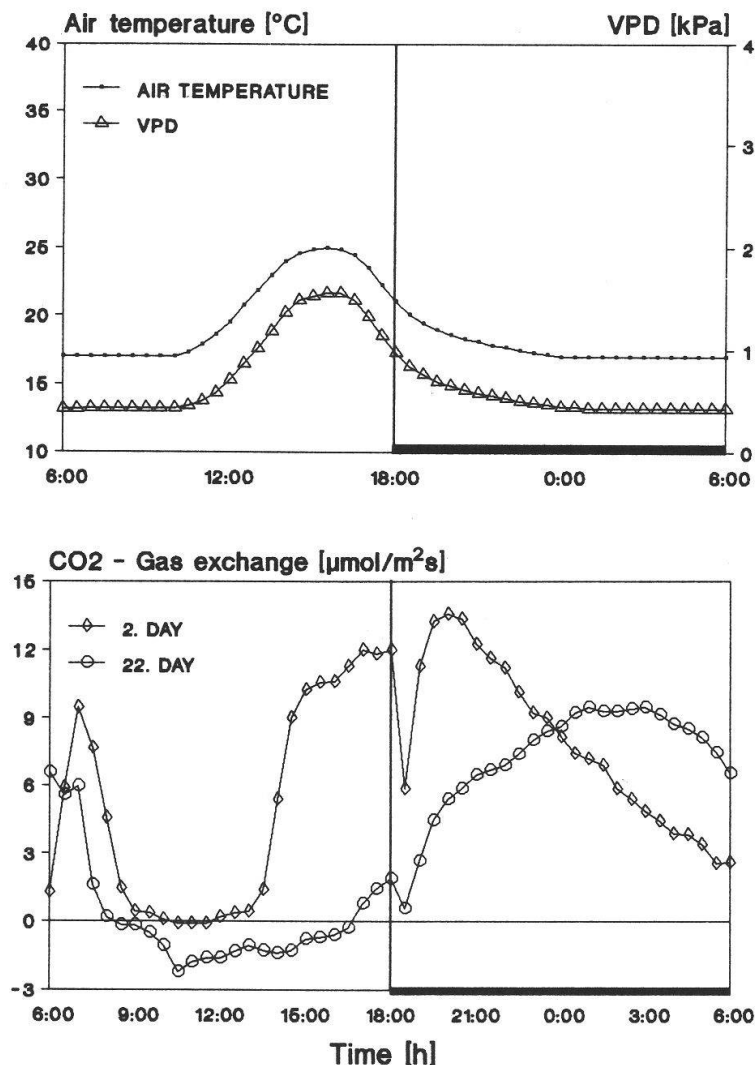 Air temperature [°C] VPD [kPa]
40 4
35
AIR TEMPERATURE
VPD
3
30
25 2
20
1
15
10 0
6:00 12:00 18:00 0:00 6:00
CO2 - Gas exchange [µmol/m²s]
15
2. DAY
12
22. DAY
9
6
3
0
-3
6:00 9:00 12:00 15:00 18:00 21:00 0:00 3:00 6:00
Time [h]